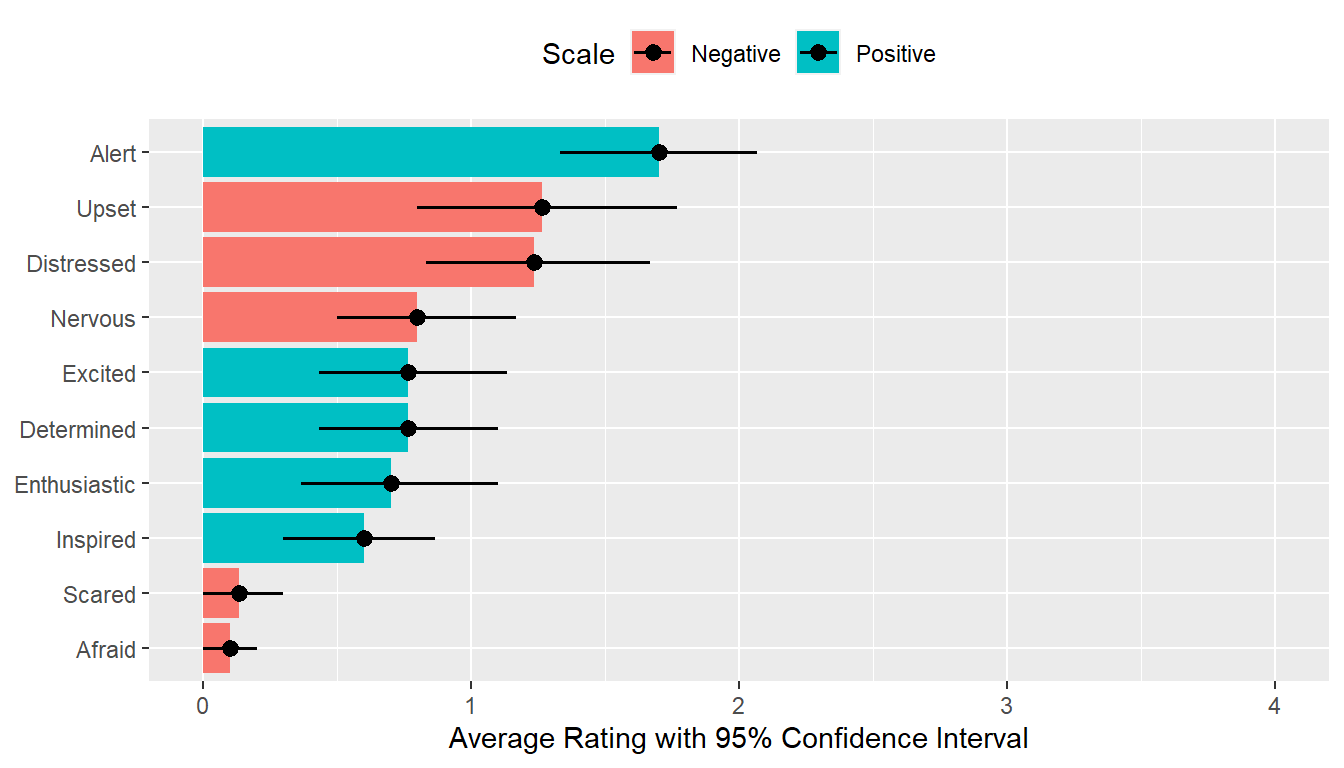 Scale Negative Positive
Alert
Upset
Distressed
Nervous
Excited
Determined
Enthusiastic
Inspired
Scared
Afraid
0 1 2 3 4
Average Rating with 95% Confidence Interval